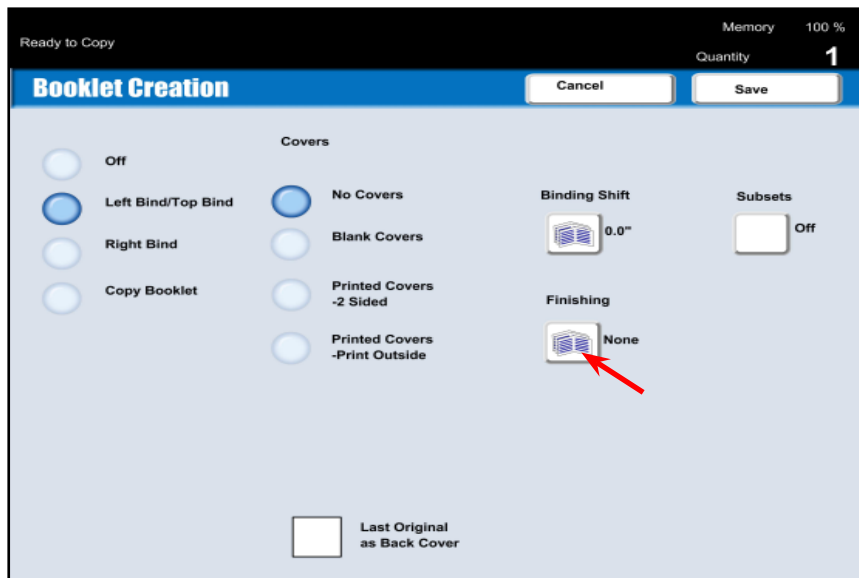 Memory 100 %
Ready to Copy
Quantity 1
Booklet Creation
Cancel
Save
Covers
Off
Left Bind/Top Bind
Right Bind
Copy Booklet
No Covers
Blank Covers
Printed Covers
-2 Sided
Printed Covers
-Print Outside
Binding Shift
0.0"
Finishing
None
Subsets
Off
Last Original
as Back Cover